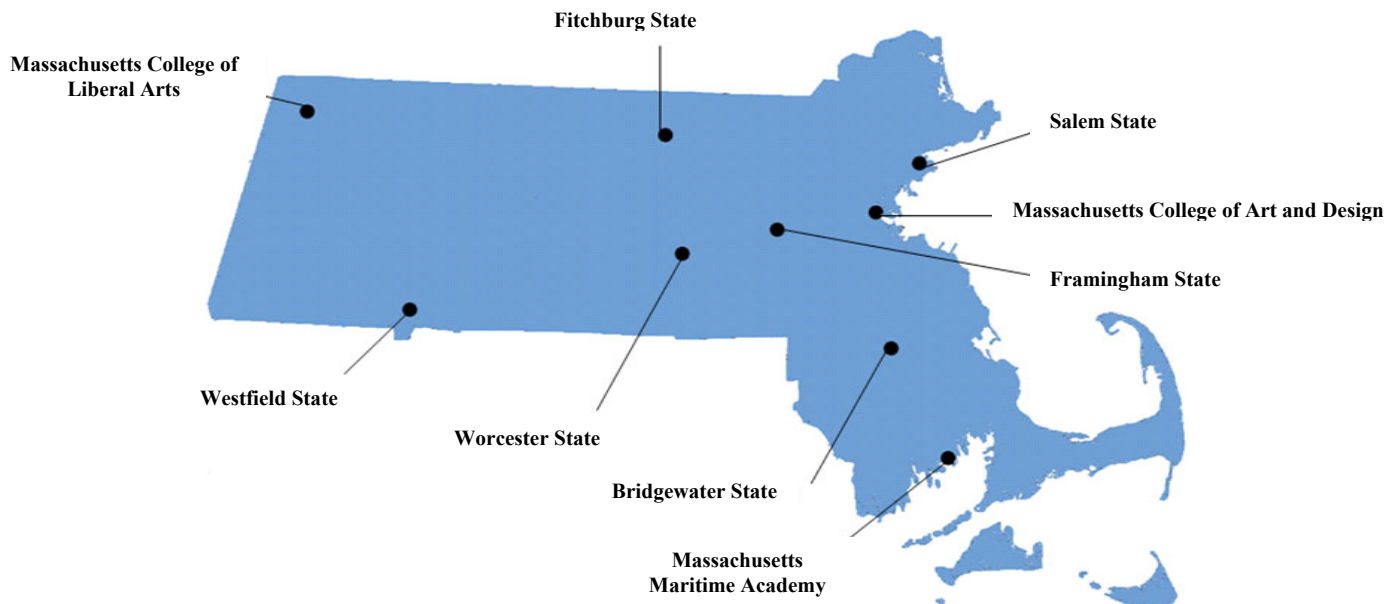 Fitchburg State
Massachusetts College of
Liberal Arts
Salem State
Massachusetts College of Art and Design
Framingham State
Westfield State
Worcester State
Bridgewater State
Massachusetts
Maritime Academy